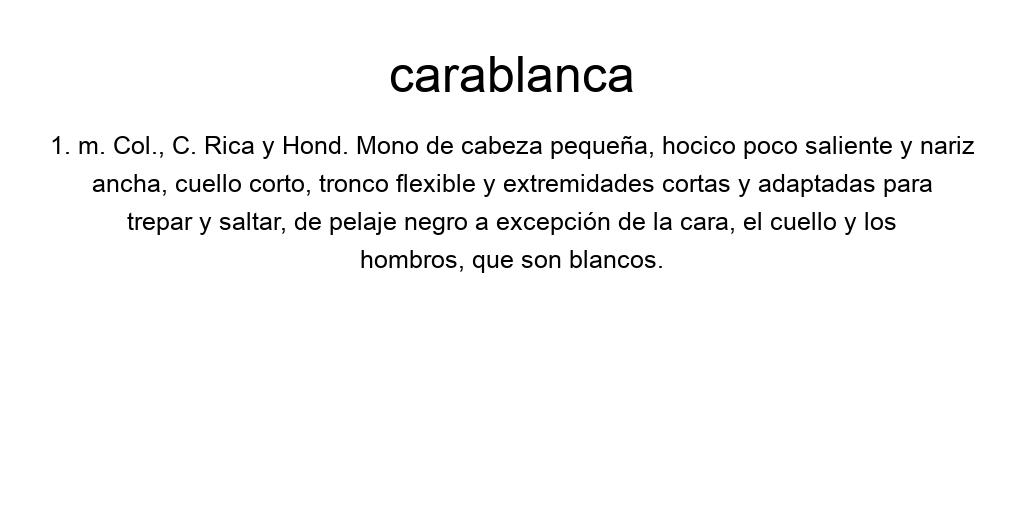 carablanca
1. m. Col., C. Rica y Hond. Mono de cabeza pequeña, hocico poco saliente y nariz
ancha, cuello corto, tronco flexible y extremidades cortas y adaptadas para
trepar y saltar, de pelaje negro a excepción de la cara, el cuello y los
hombros, que son blancos.